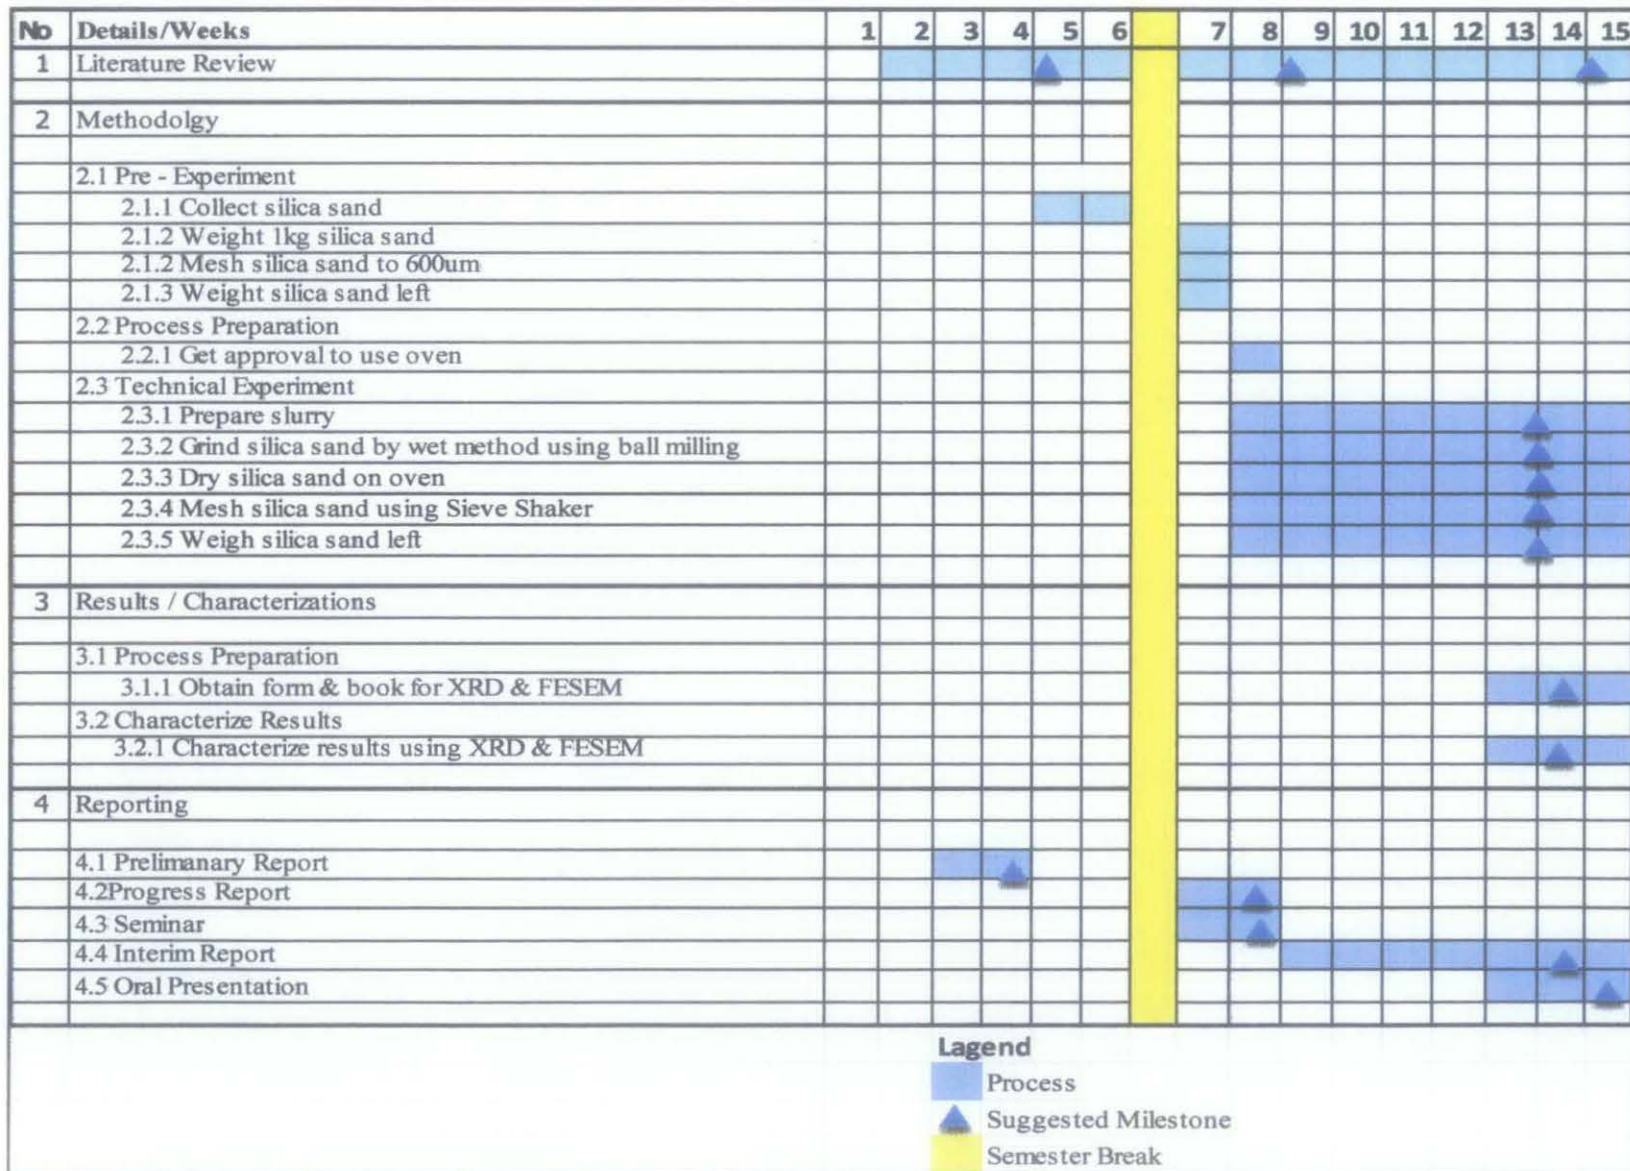 No Details/Weeks 1 2 3 4 5 6 7 8 9 10 11 12 13 14 15
1 Literature Review
2 Methodolgy
2.1 Pre - Experiment
2.1.1 Collect silica sand
2.1.2 Weight 1kg silica sand
2.1.2 Mesh silica sand to 600um
2.1.3 Weight silica sand left
2.2 Process Preparation
2.2.1 Get approval to use oven
2.3 Technical Experiment
2.3.1 Prepare slurry
2.3.2 Grind silica sand by wet method using ball milling
2.3.3 Dry silica sand on oven
2.3.4 Mesh silica sand using Sieve Shaker
2.3.5 Weigh silica sand left
3 Results / Characterizations
3.1 Process Preparation
3.1.1 Obtain form & book for XRD & FESEM
3.2 Characterize Results
3.2.1 Characterize results using XRD & FESEM
4 Reporting
4.1 Prelimanary Report
4.2Progress Report
4.3 Seminar
4.4 Interim Report
4.5 Oral Presentation
Lagend
Process
Suggested Milestone
Semester Break